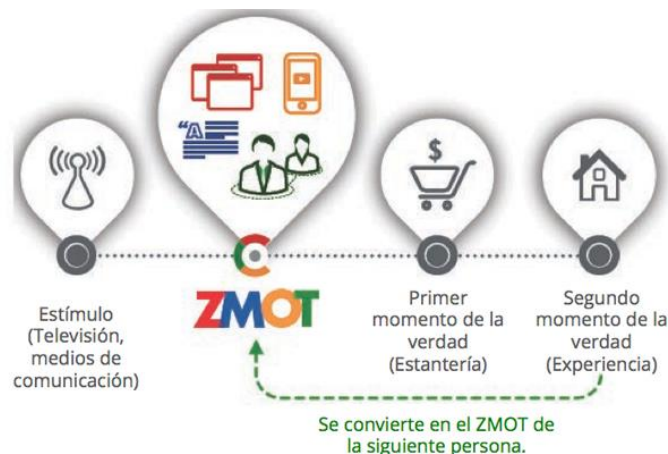 "A
$
ZMOT
Estímulo
(Televisión,
medios de
comunicación)
Primer
momento de la
verdad
(Estantería)
Segundo
momento de la
verdad
(Experiencia)
Se convierte en el ZMOT de
la siguiente persona.